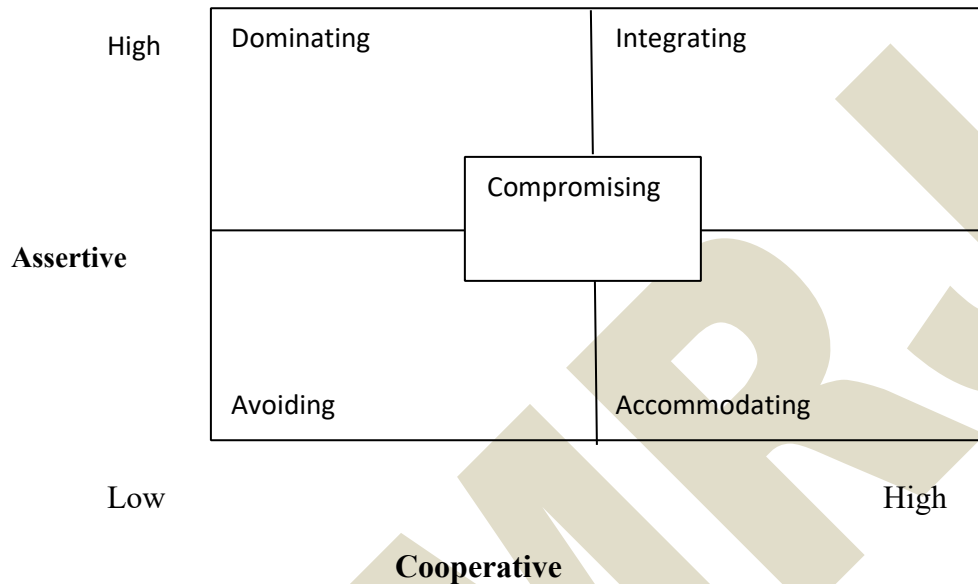 High
Dominating
Integrating
Compromising
Assertive
Avoiding
Accommodating
Low
High
Cooperative